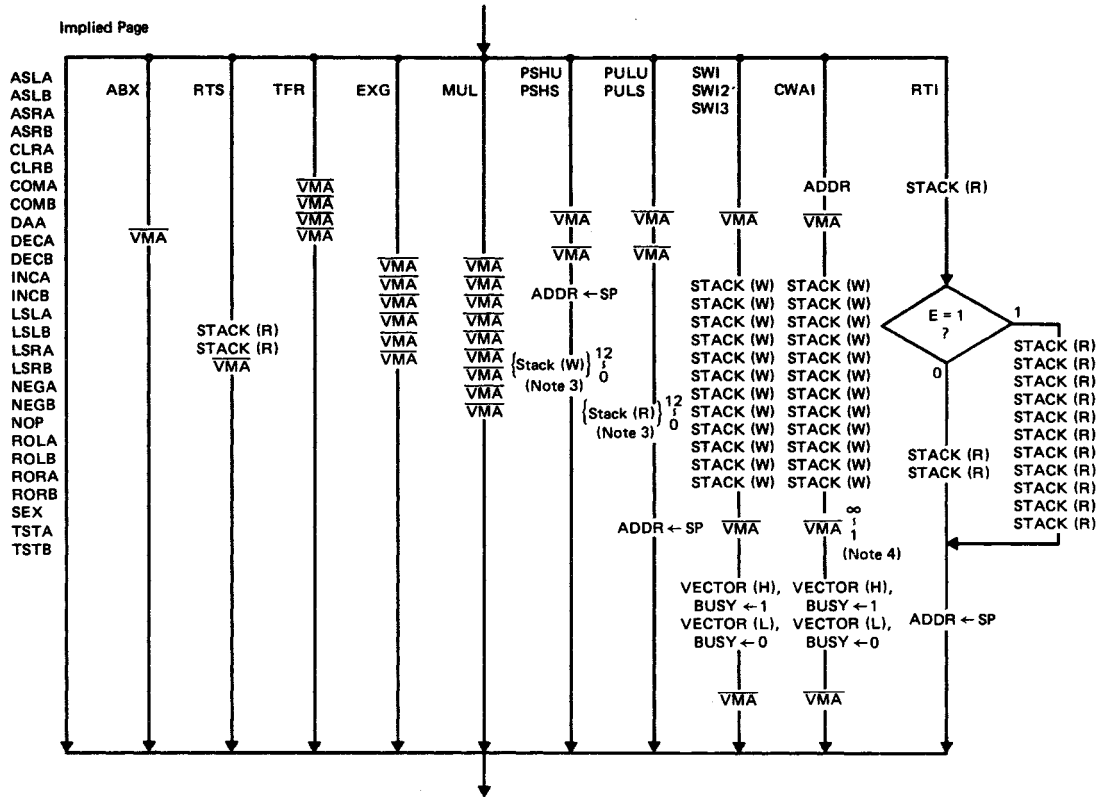 Implied Page
ASLA
ASLB
ASRA
ASRB
CLRA
CLRB
COMA
COMB
DAA
DECA
DECB
INCA
INCB
LSLA
LSLB
LSRA
LSRB
NEGA
NEGB
NOP
ROLA
ROLB
RORA
RORB
SEX
TSTA
TSTB
ABX
VMA
RTS
STACK (R)
STACK (R)
VMA
TFR
VMA
VMA
VMA
VMA
EXG
VMA
VMA
VMA
VMA
VMA
VMA
MUL
VMA
VMA
VMA
VMA
VMA
VMA
VMA
VMA
VMA
PSHU
PSHS
VMA
VMA
ADDR ← SP
{Stack (W)} 12 ≀ 0
(Note 3)
PULU
PULS
VMA
VMA
{Stack (R)} 12 ≀ 0
(Note 3)
ADDR ← SP
SWI
SWI2
SWI3
VMA
STACK (W)
STACK (W)
STACK (W)
STACK (W)
STACK (W)
STACK (W)
STACK (W)
STACK (W)
STACK (W)
STACK (W)
STACK (W)
STACK (W)
VMA
VECTOR (H),
BUSY ← 1
VECTOR (L),
BUSY ← 0
VMA
CWAI
ADDR
VMA
STACK (W)
STACK (W)
STACK (W)
STACK (W)
STACK (W)
STACK (W)
STACK (W)
STACK (W)
STACK (W)
STACK (W)
STACK (W)
STACK (W)
VMA ∞ ≀ 1
(Note 4)
VECTOR (H),
BUSY ← 1
VECTOR (L),
BUSY ← 0
VMA
RTI
STACK (R)
E = 1
?
1
0
STACK (R)
STACK (R)
STACK (R)
STACK (R)
STACK (R)
STACK (R)
STACK (R)
STACK (R)
STACK (R)
STACK (R)
STACK (R)
STACK (R)
STACK (R)
ADDR ← SP